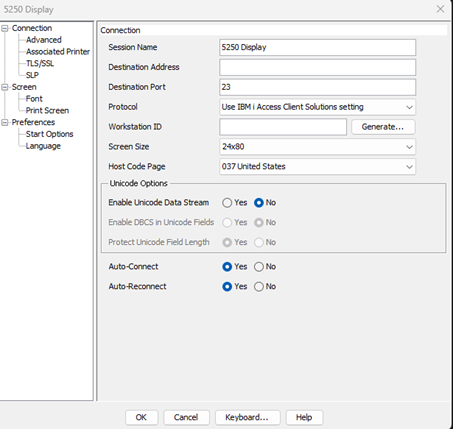 5250 Display
Connection
Advanced
Associated Printer
TLS/SSL
SLP
Screen
Font
Print Screen
Preferences
Start Options
Language
Connection
Session Name 5250 Display
Destination Address
Destination Port 23
Protocol Use IBM i Access Client Solutions setting
Workstation ID Generate...
Screen Size 24x80
Host Code Page 037 United States
Unicode Options
Enable Unicode Data Stream Yes No
Enable DBCS in Unicode Fields Yes No
Protect Unicode Field Length Yes No
Auto-Connect Yes No
Auto-Reconnect Yes No
OK Cancel Keyboard... Help